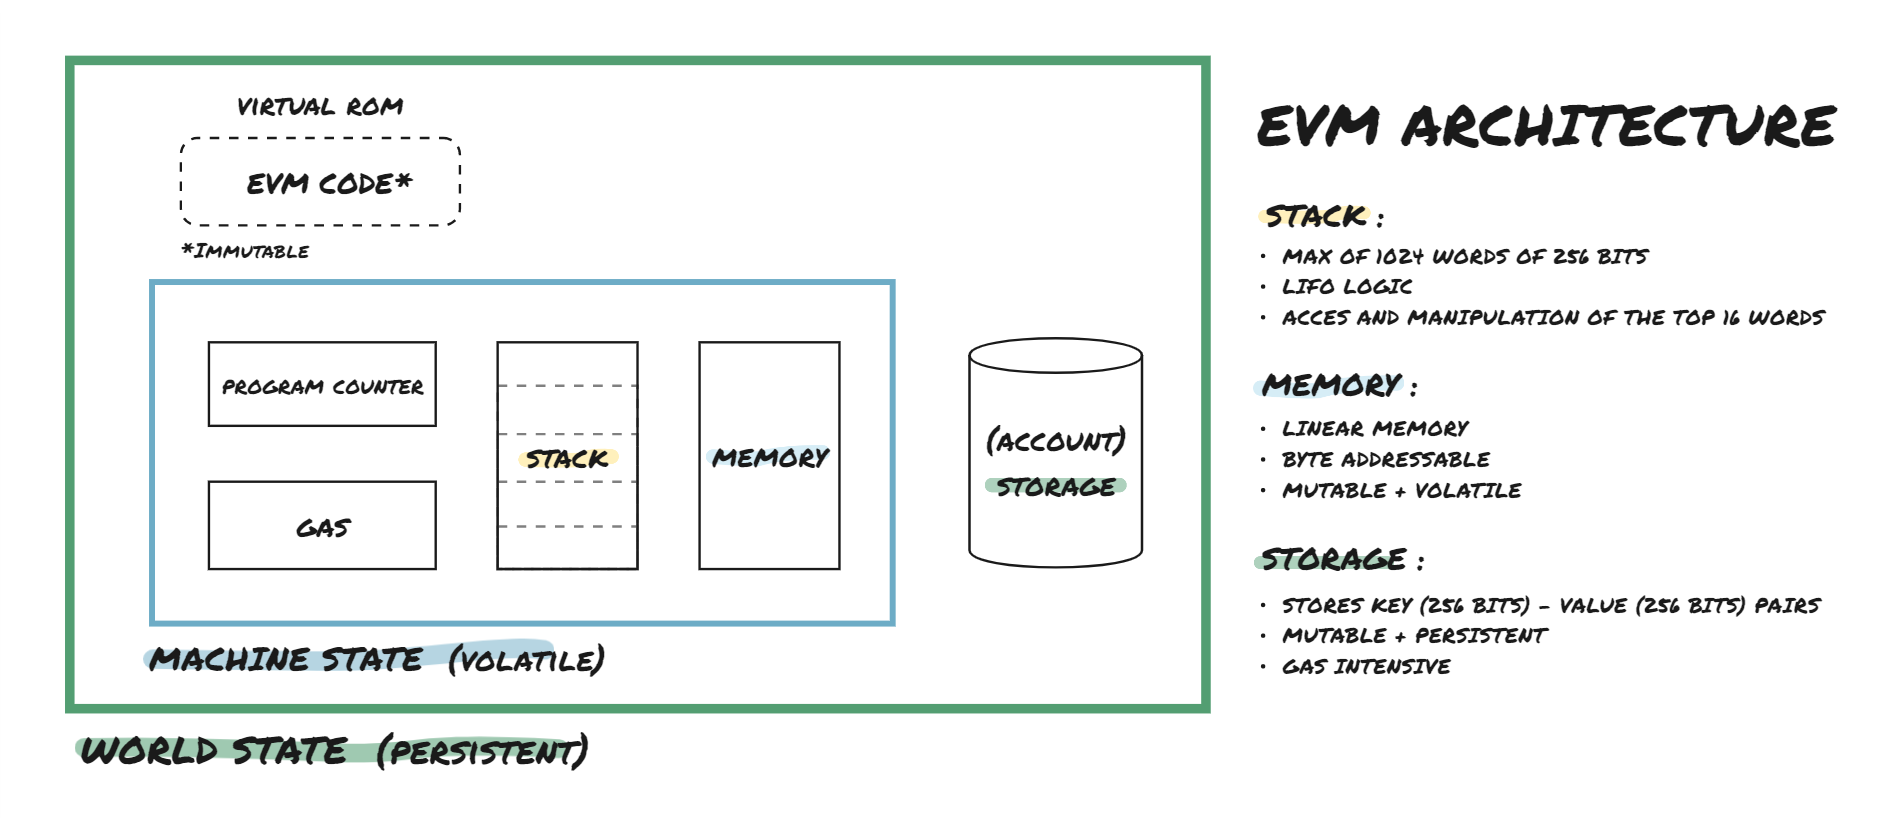 VIRTUAL ROM
EVM CODE*
*IMMUTABLE
PROGRAM COUNTER
GAS
STACK
MEMORY
(ACCOUNT)
STORAGE
MACHINE STATE (VOLATILE)
WORLD STATE (PERSISTENT)
EVM ARCHITECTURE
STACK :
• MAX OF 1024 WORDS OF 256 BITS
• LIFO LOGIC
• ACCES AND MANIPULATION OF THE TOP 16 WORDS
MEMORY :
• LINEAR MEMORY
• BYTE ADDRESSABLE
• MUTABLE + VOLATILE
STORAGE :
• STORES KEY (256 BITS) - VALUE (256 BITS) PAIRS
• MUTABLE + PERSISTENT
• GAS INTENSIVE